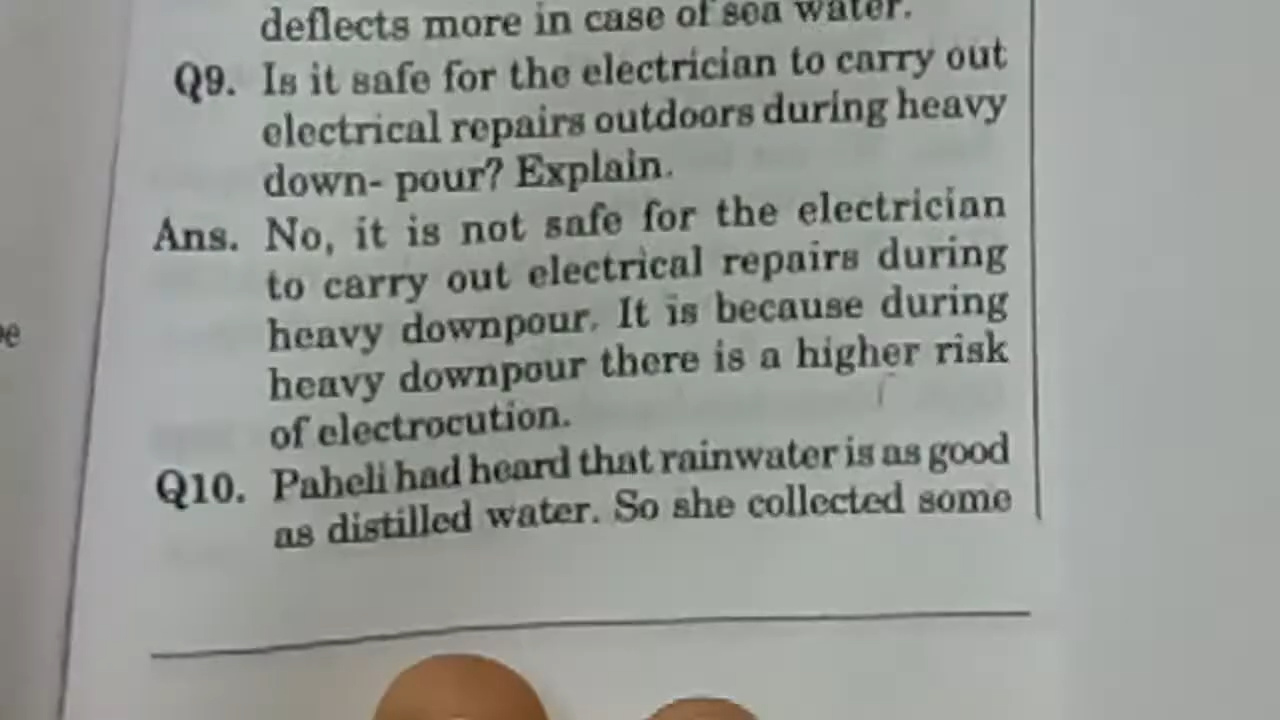 deflects more in case of sea water.
Q9. Is it safe for the electrician to carry out
electrical repairs outdoors during heavy
down- pour? Explain.
Ans. No, it is not safe for the electrician
to carry out electrical repairs during
heavy downpour. It is because during
heavy downpour there is a higher risk
of electrocution.
Q10. Paheli had heard that rainwater is as good
as distilled water. So she collected some